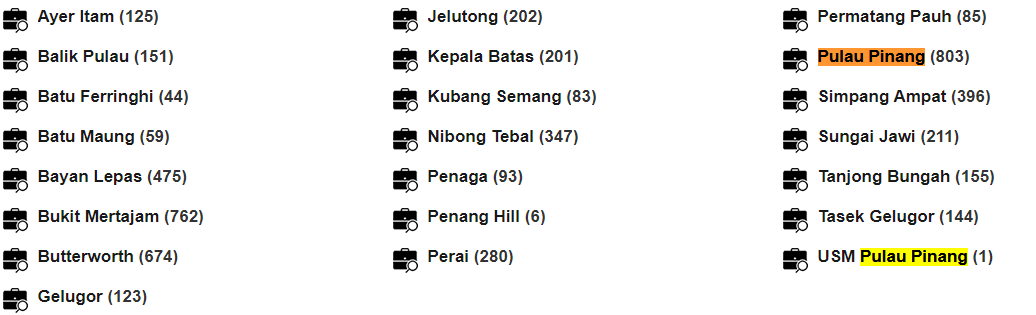 Ayer Itam (125)
Balik Pulau (151)
Batu Ferringhi (44)
Batu Maung (59)
Bayan Lepas (475)
Bukit Mertajam (762)
Butterworth (674)
Gelugor (123)
Jelutong (202)
Kepala Batas (201)
Kubang Semang (83)
Nibong Tebal (347)
Penaga (93)
Penang Hill (6)
Perai (280)
Permatang Pauh (85)
Pulau Pinang (803)
Simpang Ampat (396)
Sungai Jawi (211)
Tanjong Bungah (155)
Tasek Gelugor (144)
USM Pulau Pinang (1)